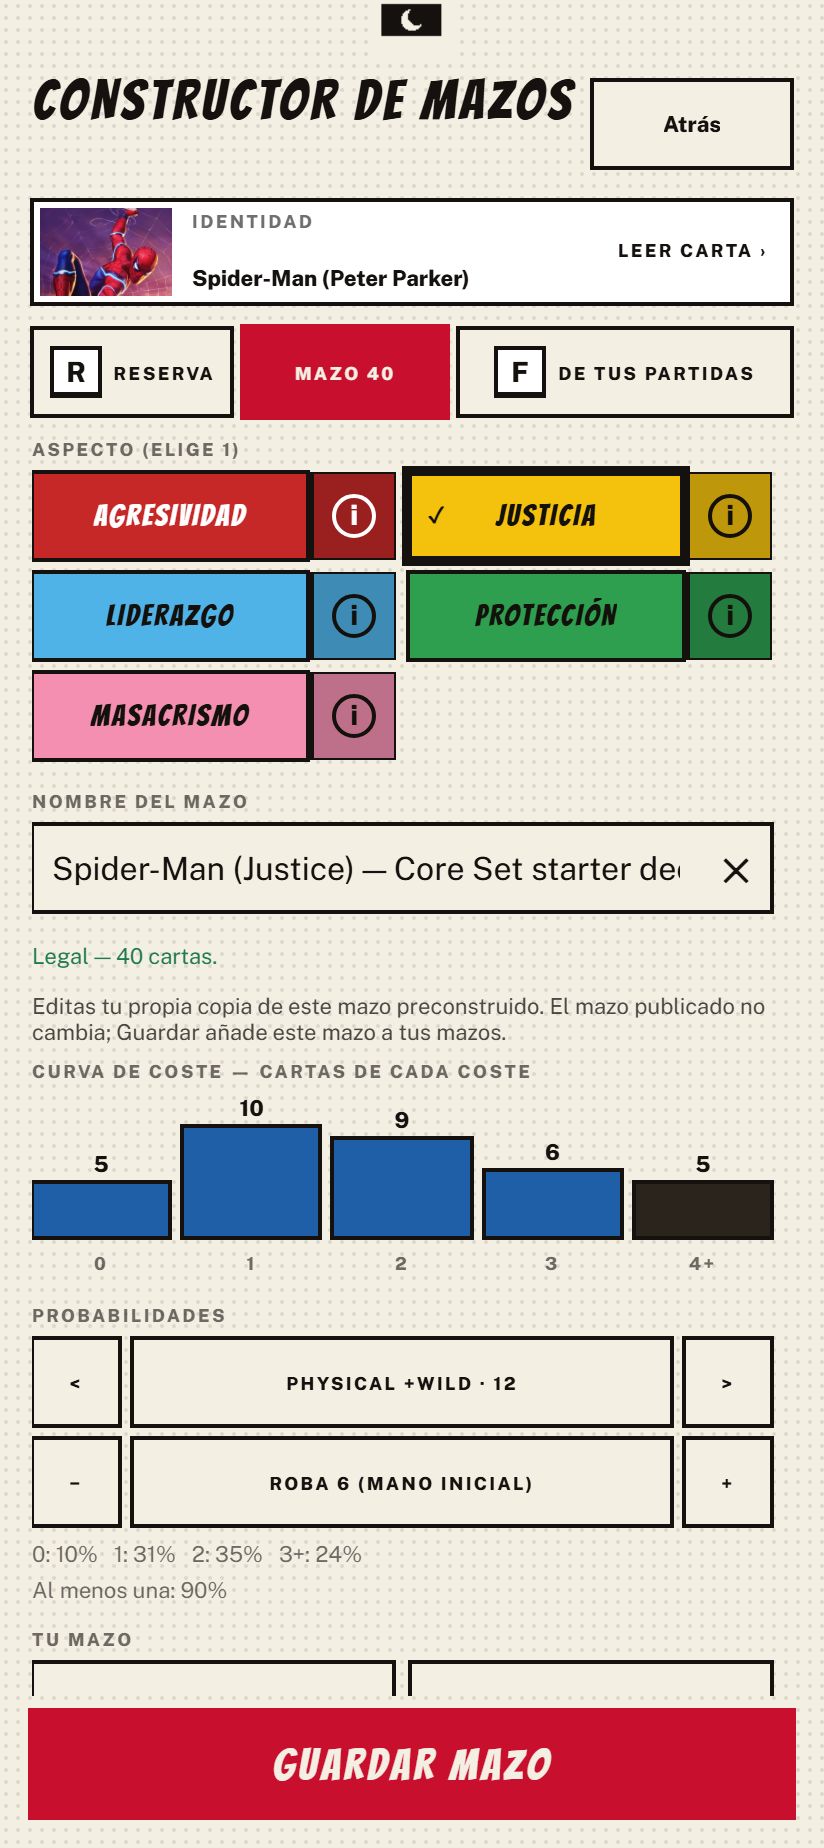 CONSTRUCTOR DE MAZOS
Atrás
IDENTIDAD
Spider-Man (Peter Parker)
LEER CARTA ›
R RESERVA
MAZO 40
F DE TUS PARTIDAS
ASPECTO (ELIGE 1)
AGRESIVIDAD i
✓ JUSTICIA i
LIDERAZGO i
PROTECCIÓN i
MASACRISMO i
NOMBRE DEL MAZO
Spider-Man (Justice) — Core Set starter
Legal — 40 cartas.
Editas tu propia copia de este mazo preconstruido. El mazo publicado no
cambia; Guardar añade este mazo a tus mazos.
CURVA DE COSTE — CARTAS DE CADA COSTE
5 10 9 6 5
0 1 2 3 4+
PROBABILIDADES
< PHYSICAL +WILD · 12 >
− ROBA 6 (MANO INICIAL) +
0: 10% 1: 31% 2: 35% 3+: 24%
Al menos una: 90%
TU MAZO
GUARDAR MAZO